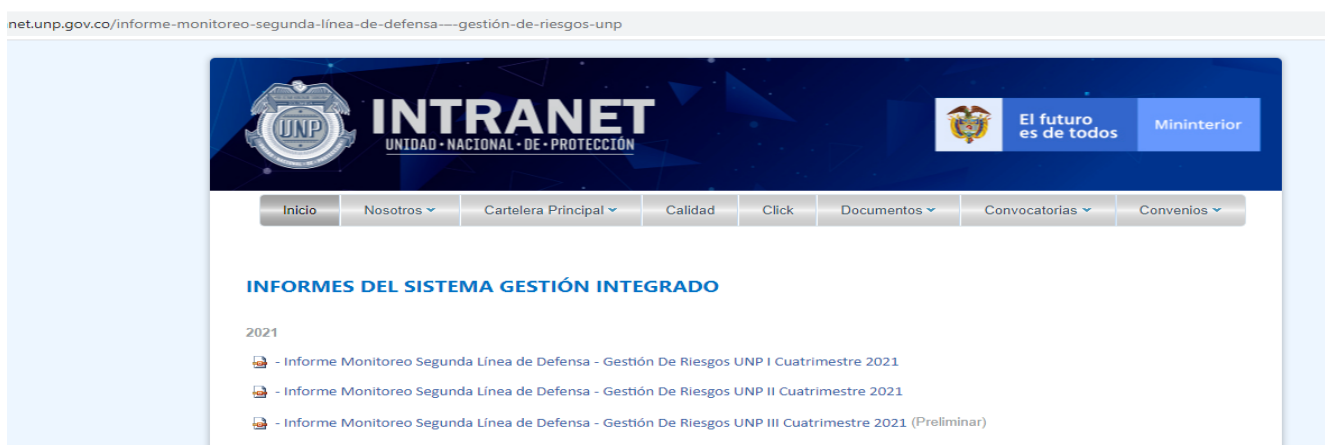 net.unp.gov.co/informe-monitoreo-segunda-línea-de-defensa----gestión-de-riesgos-unp
UNP
INTRANET
UNIDAD · NACIONAL · DE · PROTECCIÓN
El futuro
es de todos
Mininterior
Inicio Nosotros Cartelera Principal Calidad Click Documentos Convocatorias Convenios
INFORMES DEL SISTEMA GESTIÓN INTEGRADO
2021
- Informe Monitoreo Segunda Línea de Defensa - Gestión De Riesgos UNP I Cuatrimestre 2021
- Informe Monitoreo Segunda Línea de Defensa - Gestión De Riesgos UNP II Cuatrimestre 2021
- Informe Monitoreo Segunda Línea de Defensa - Gestión De Riesgos UNP III Cuatrimestre 2021 (Preliminar)